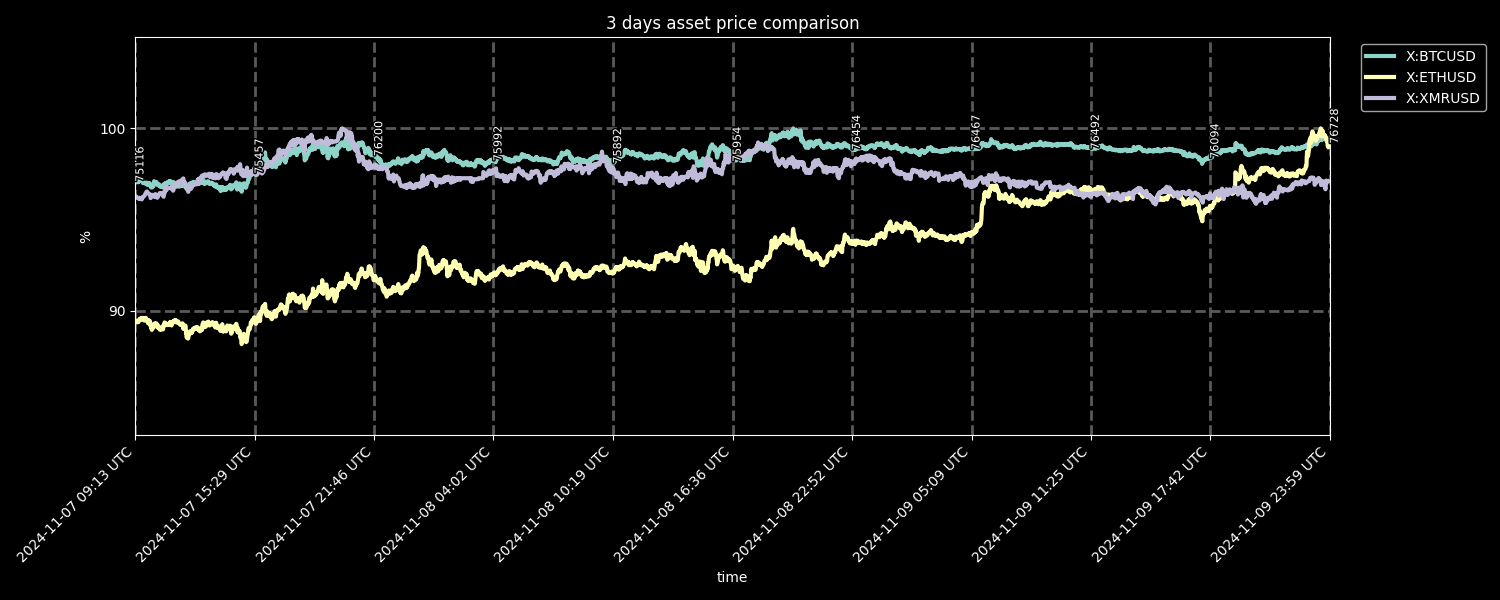 3 days asset price comparison
X:BTCUSD
X:ETHUSD
X:XMRUSD
100
90
%
75116
75457
76200
75992
75892
75954
76454
76467
76492
76094
76728
2024-11-07 09:13 UTC
2024-11-07 15:29 UTC
2024-11-07 21:46 UTC
2024-11-08 04:02 UTC
2024-11-08 10:19 UTC
2024-11-08 16:36 UTC
2024-11-08 22:52 UTC
2024-11-09 05:09 UTC
2024-11-09 11:25 UTC
2024-11-09 17:42 UTC
2024-11-09 23:59 UTC
time